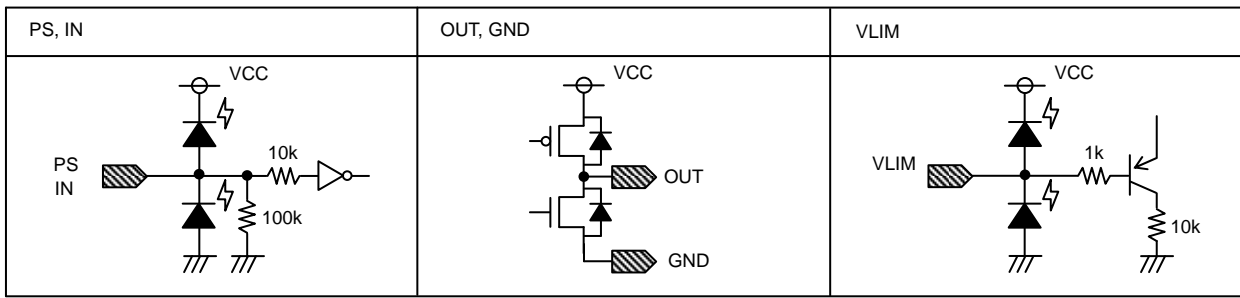 PS, IN
OUT, GND
VLIM
VCC
PS
IN
10k
100k
VCC
OUT
GND
VCC
VLIM
1k
10k